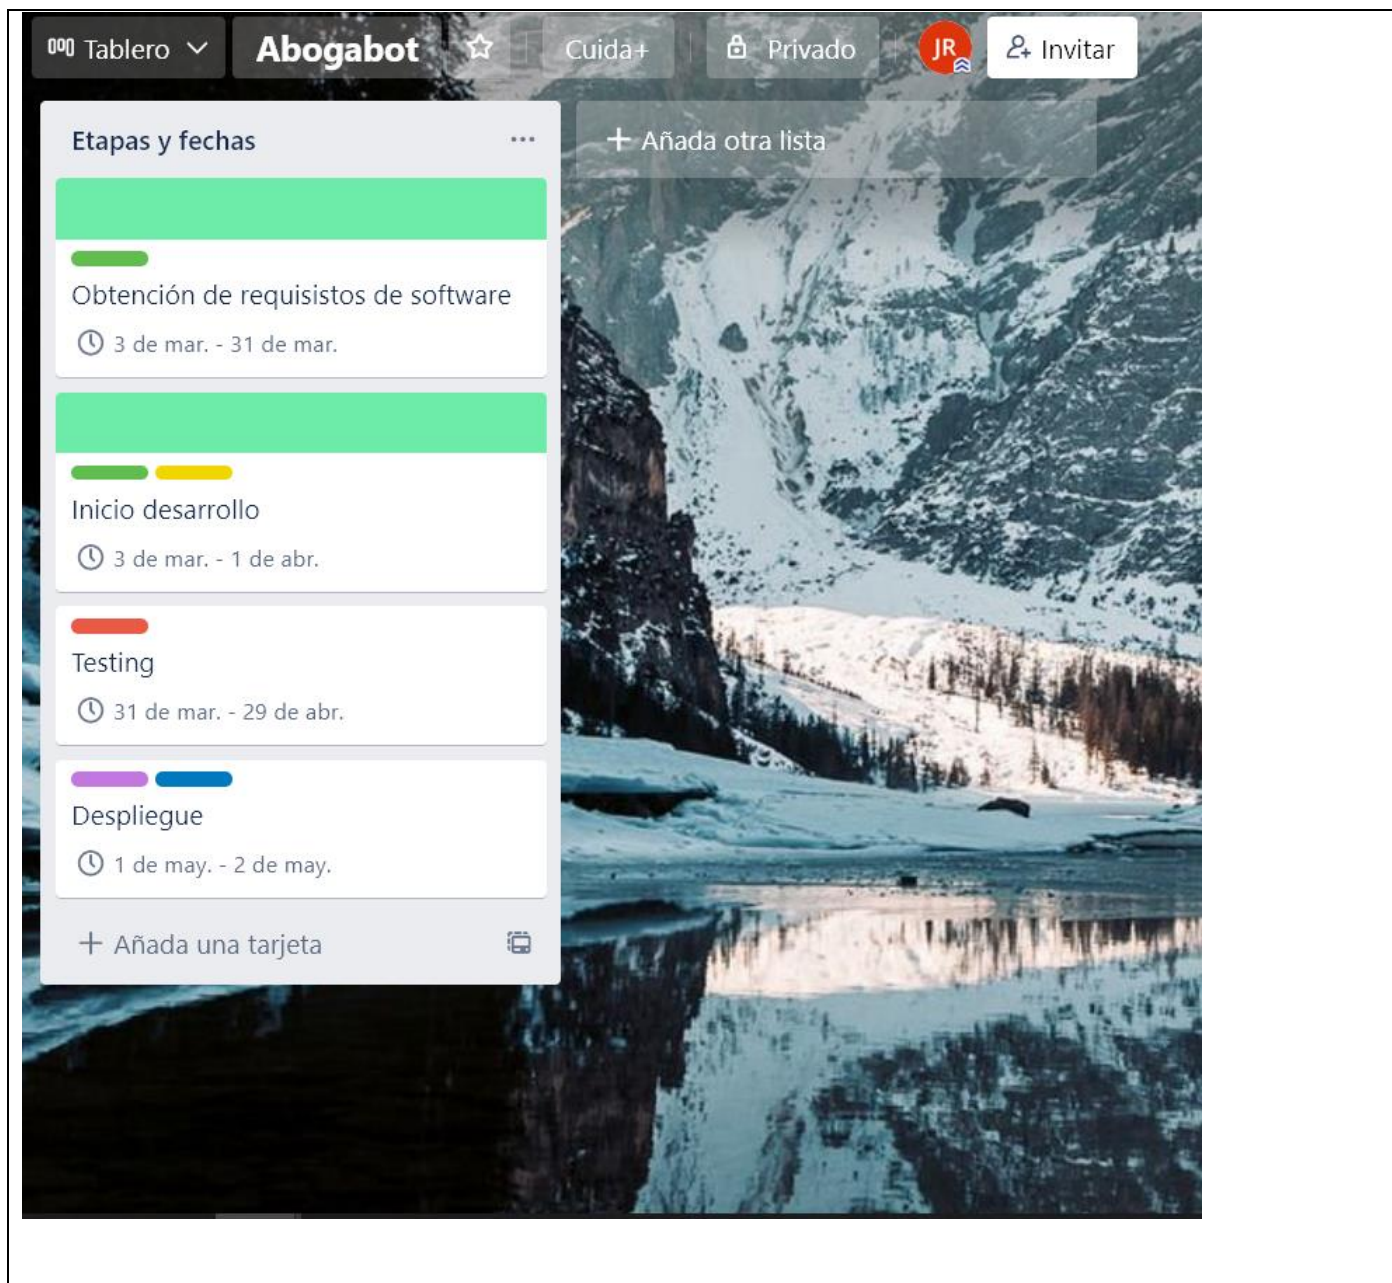 Tablero
Abogabot
Cuida+
Privado
JR
Invitar
Etapas y fechas
Añada otra lista
Obtención de requisistos de software
3 de mar. - 31 de mar.
Inicio desarrollo
3 de mar. - 1 de abr.
Testing
31 de mar. - 29 de abr.
Despliegue
1 de may. - 2 de may.
+ Añada una tarjeta